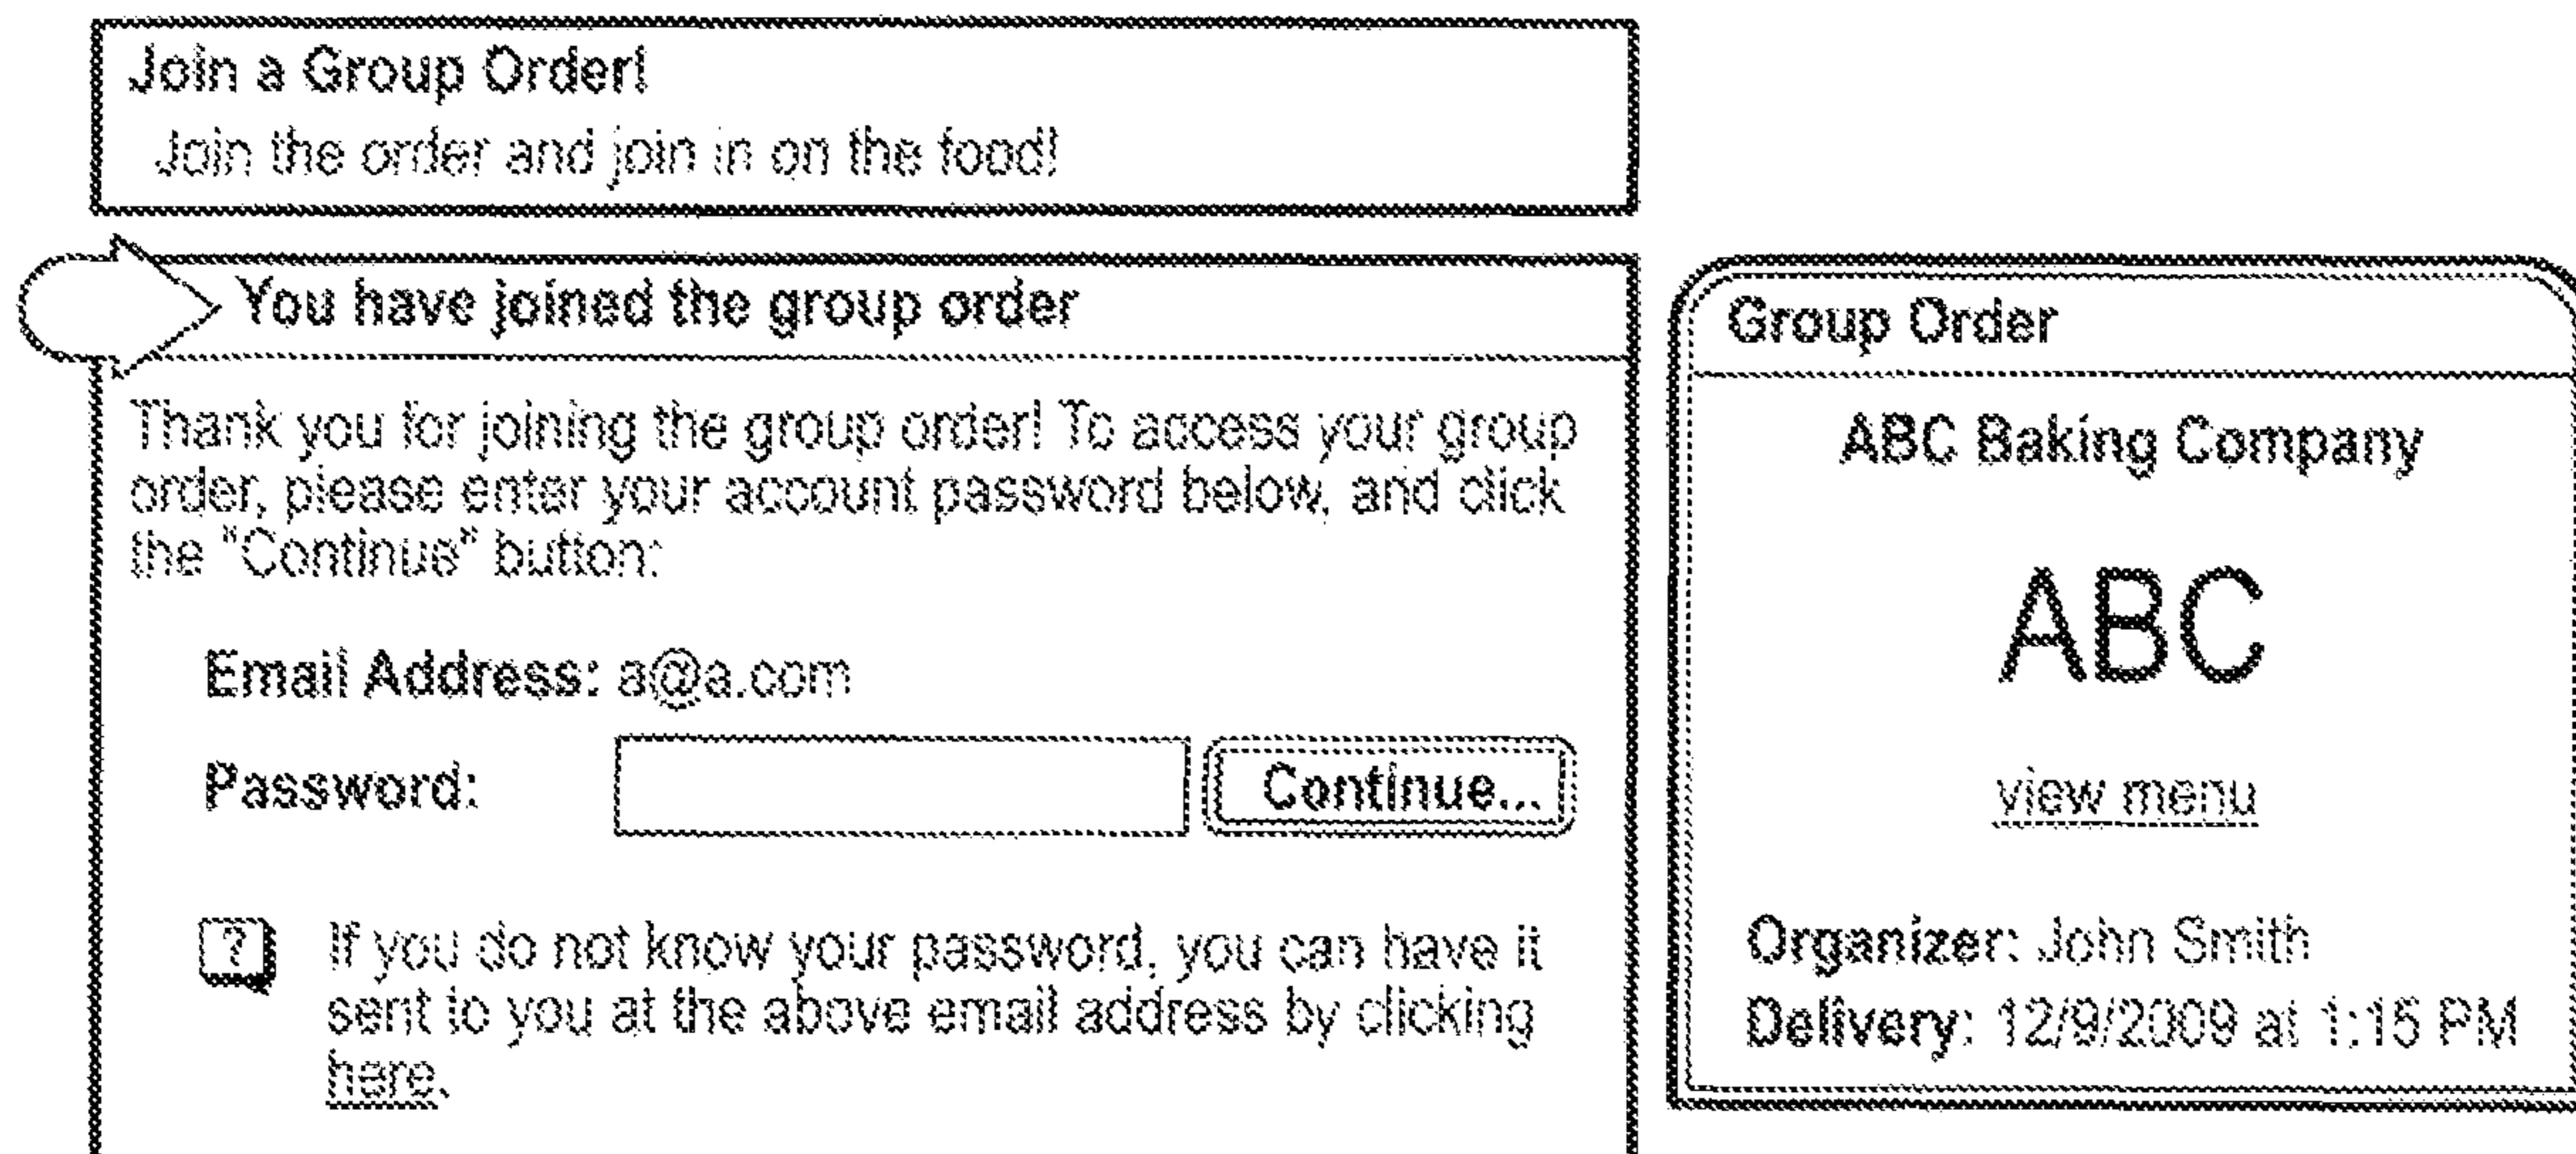 Join a Group Order!
Join the order and join in on the food!
You have joined the group order
Thank you for joining the group order! To access your group
order, please enter your account password below, and click
the "Continue" button:
Email Address: a@a.com
Password:
Continue...
? If you do not know your password, you can have it
sent to you at the above email address by clicking
here.
Group Order
ABC Baking Company
ABC
view menu
Organizer: John Smith
Delivery: 12/9/2009 at 1:15 PM